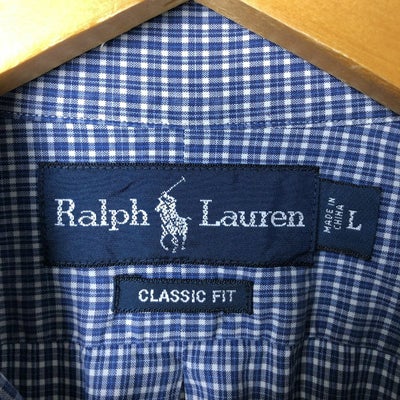 Ralph Lauren
MADE IN
CHINA
L
CLASSIC FIT